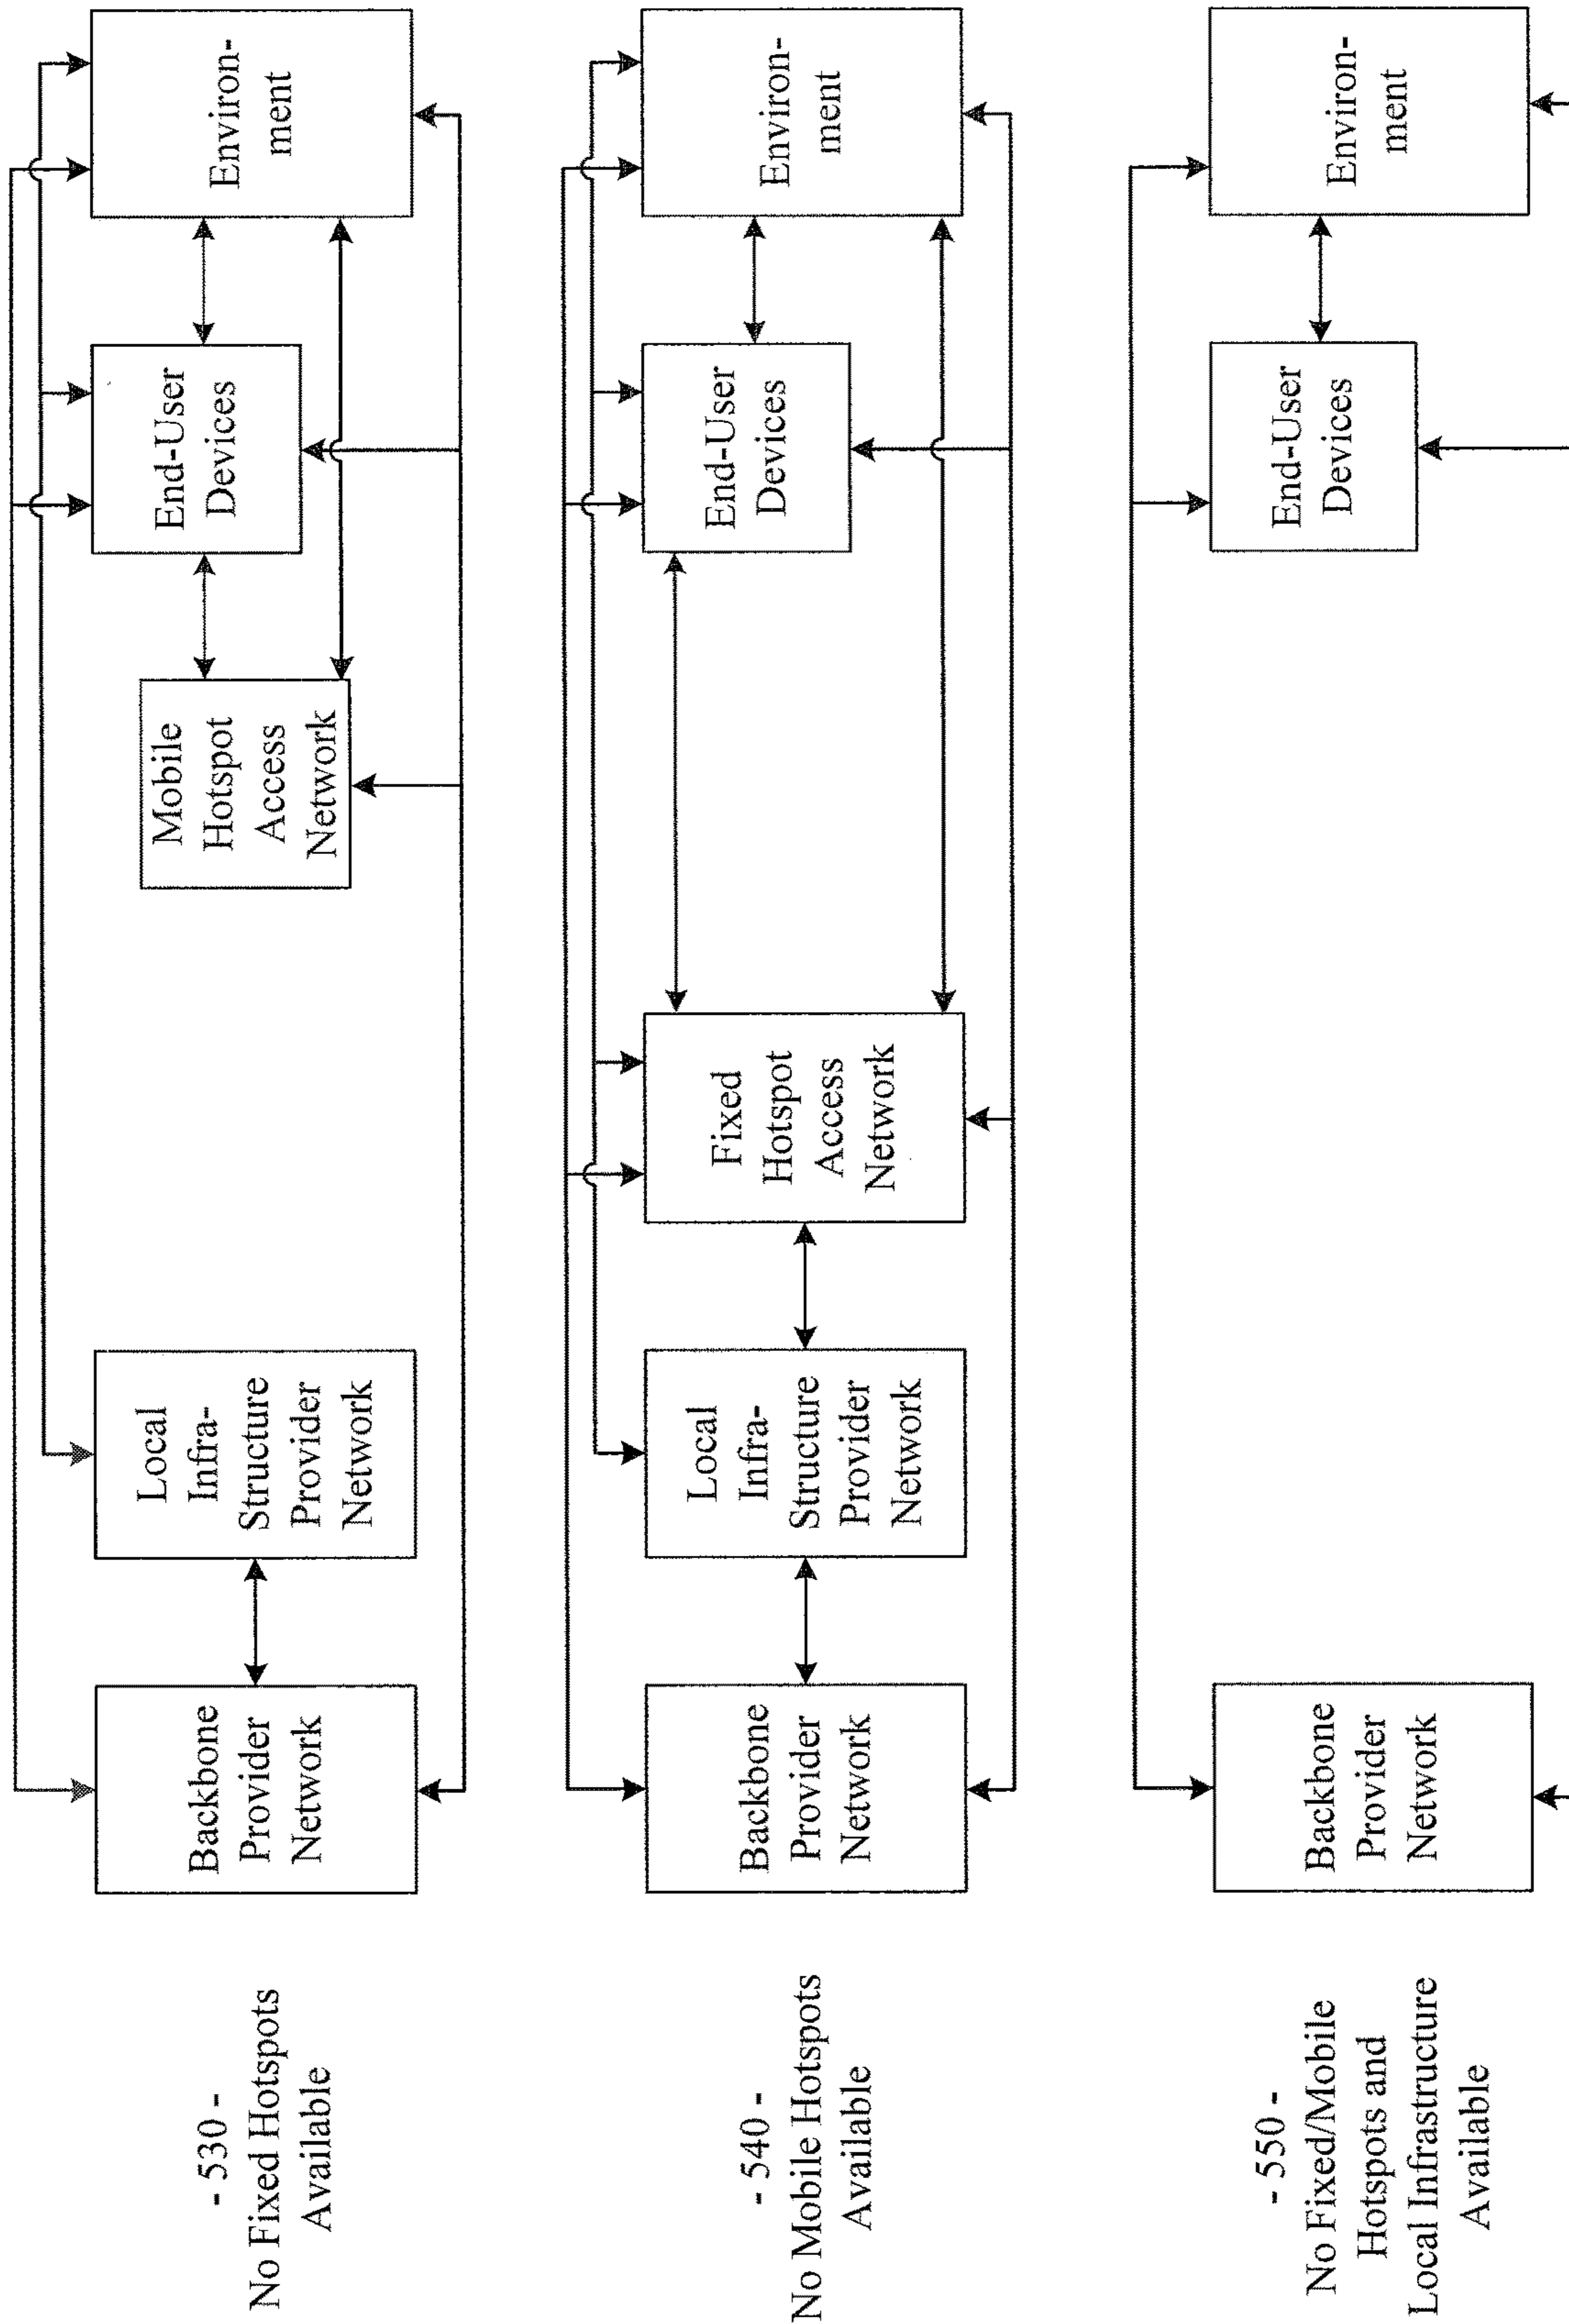 - 530 -
No Fixed Hotspots
Available
Backbone
Provider
Network
Local
Infra-
Structure
Provider
Network
Mobile
Hotspot
Access
Network
End-User
Devices
Environ-
ment
- 540 -
No Mobile Hotspots
Available
Backbone
Provider
Network
Local
Infra-
Structure
Provider
Network
Fixed
Hotspot
Access
Network
End-User
Devices
Environ-
ment
- 550 -
No Fixed/Mobile
Hotspots and
Local Infrastructure
Available
Backbone
Provider
Network
End-User
Devices
Environ-
ment